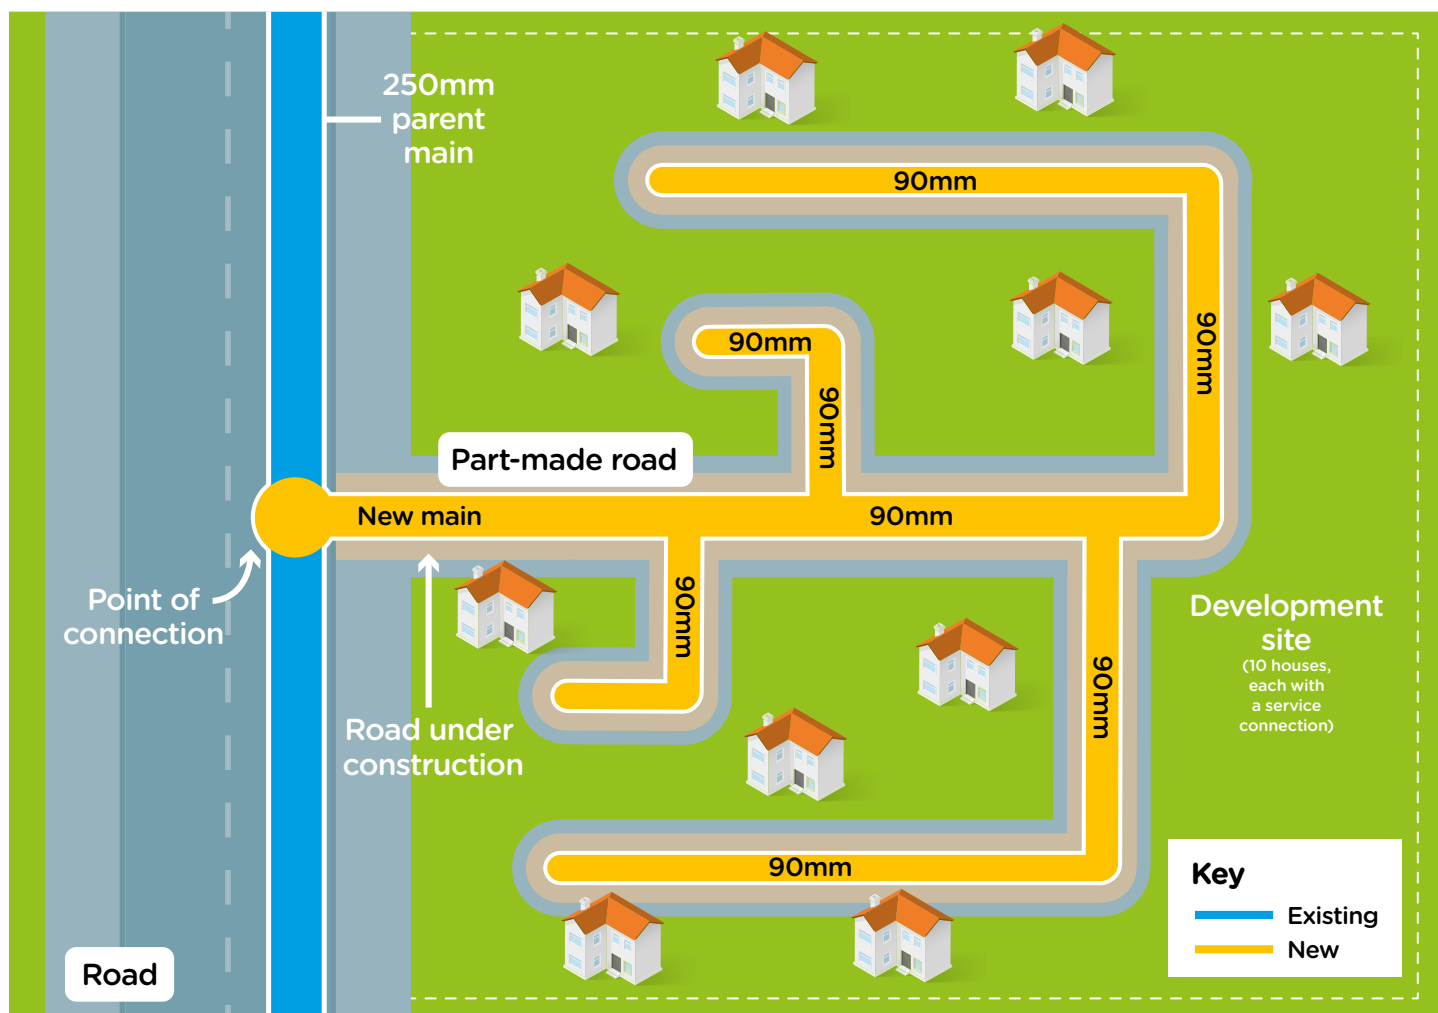 250mm
parent
main
90mm
90mm
90mm
90mm
Part-made road
New main
90mm
Point of
connection
90mm
90mm
Road under
construction
Development
site
(10 houses,
each with
a service
connection)
90mm
Key
Existing
New
Road